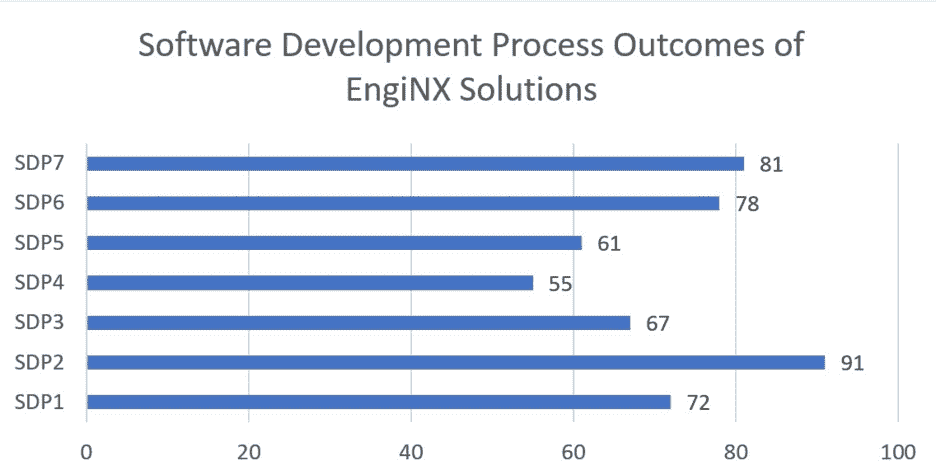 Software Development Process Outcomes of
EngiNX Solutions
SDP7 81
SDP6 78
SDP5 61
SDP4 55
SDP3 67
SDP2 91
SDP1 72
0 20 40 60 80 100